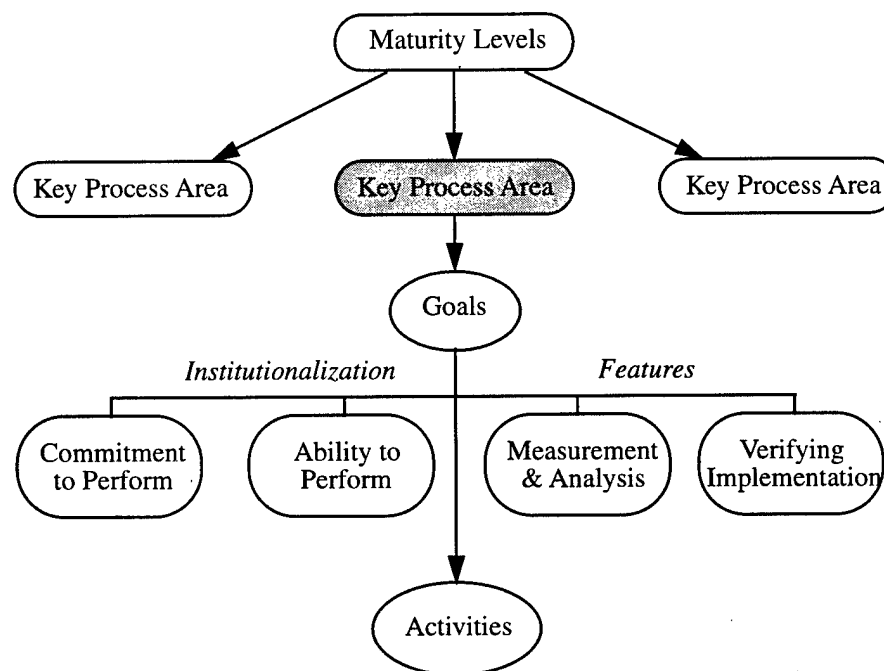 Maturity Levels
Key Process Area
Key Process Area
Key Process Area
Goals
Institutionalization
Features
Commitment
to Perform
Ability to
Perform
Measurement
& Analysis
Verifying
Implementation
Activities